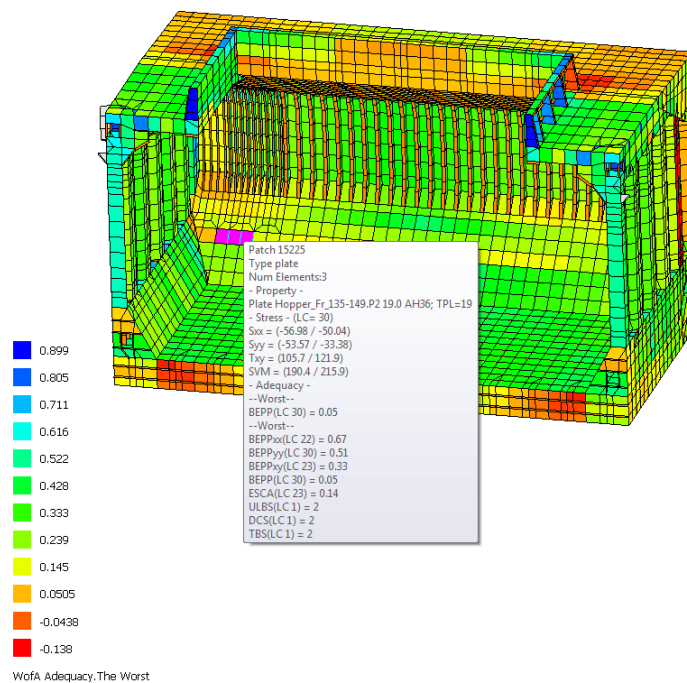 Patch 15225
Type plate
Num Elements:3
- Property -
Plate Hopper_Fr_135-149.P2 19.0 AH36; TPL=19
- Stress - (LC= 30)
Sxx = (-56.98 / -50.04)
Syy = (-53.57 / -33.38)
Txy = (105.7 / 121.9)
SVM = (190.4 / 215.9)
- Adequacy -
--Worst--
BEPP(LC 30) = 0.05
--Worst--
BEPPxx(LC 22) = 0.67
BEPPyy(LC 30) = 0.51
BEPPxy(LC 23) = 0.33
BEPP(LC 30) = 0.05
ESCA(LC 23) = 0.14
ULBS(LC 1) = 2
DCS(LC 1) = 2
TBS(LC 1) = 2
0.899
0.805
0.711
0.616
0.522
0.428
0.333
0.239
0.145
0.0505
-0.0438
-0.138
WofA Adequacy.The Worst